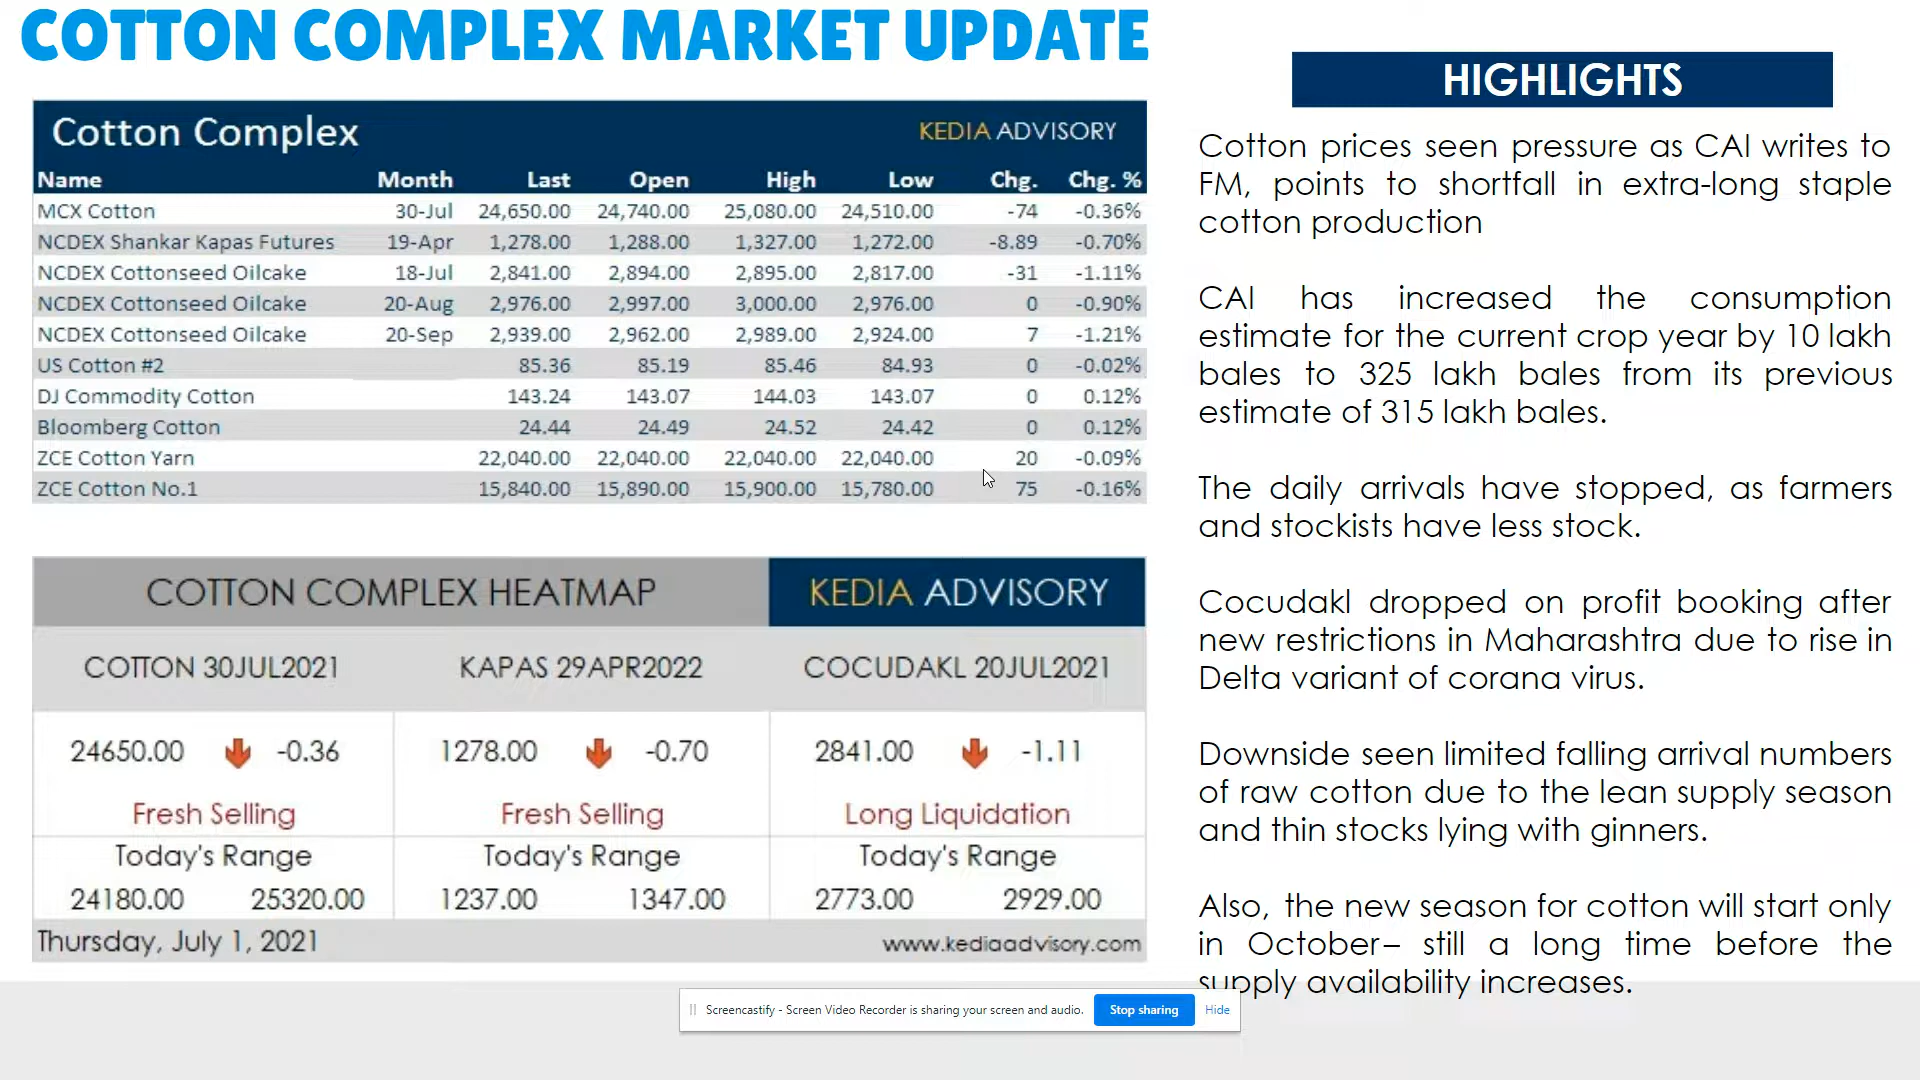 COTTON COMPLEX MARKET UPDATE
Cotton Complex KEDIA ADVISORY
Name Month Last Open High Low Chg. Chg. %
MCX Cotton 30-Jul 24,650.00 24,740.00 25,080.00 24,510.00 -74 -0.36%
NCDEX Shankar Kapas Futures 19-Apr 1,278.00 1,288.00 1,327.00 1,272.00 -8.89 -0.70%
NCDEX Cottonseed Oilcake 18-Jul 2,841.00 2,894.00 2,895.00 2,817.00 -31 -1.11%
NCDEX Cottonseed Oilcake 20-Aug 2,976.00 2,997.00 3,000.00 2,976.00 0 -0.90%
NCDEX Cottonseed Oilcake 20-Sep 2,939.00 2,962.00 2,989.00 2,924.00 7 -1.21%
US Cotton #2 85.36 85.19 85.46 84.93 0 -0.02%
DJ Commodity Cotton 143.24 143.07 144.03 143.07 0 0.12%
Bloomberg Cotton 24.44 24.49 24.52 24.42 0 0.12%
ZCE Cotton Yarn 22,040.00 22,040.00 22,040.00 22,040.00 20 -0.09%
ZCE Cotton No.1 15,840.00 15,890.00 15,900.00 15,780.00 75 -0.16%
COTTON COMPLEX HEATMAP KEDIA ADVISORY
COTTON 30JUL2021 KAPAS 29APR2022 COCUDAKL 20JUL2021
24650.00 -0.36 1278.00 -0.70 2841.00 -1.11
Fresh Selling Fresh Selling Long Liquidation
Today's Range Today's Range Today's Range
24180.00 25320.00 1237.00 1347.00 2773.00 2929.00
Thursday, July 1, 2021 www.kediaadvisory.com
HIGHLIGHTS
Cotton prices seen pressure as CAI writes to
FM, points to shortfall in extra-long staple
cotton production
CAI has increased the consumption
estimate for the current crop year by 10 lakh
bales to 325 lakh bales from its previous
estimate of 315 lakh bales.
The daily arrivals have stopped, as farmers
and stockists have less stock.
Cocudakl dropped on profit booking after
new restrictions in Maharashtra due to rise in
Delta variant of corana virus.
Downside seen limited falling arrival numbers
of raw cotton due to the lean supply season
and thin stocks lying with ginners.
Also, the new season for cotton will start only
in October– still a long time before the
supply availability increases.
Screencastify - Screen Video Recorder is sharing your screen and audio. Stop sharing Hide